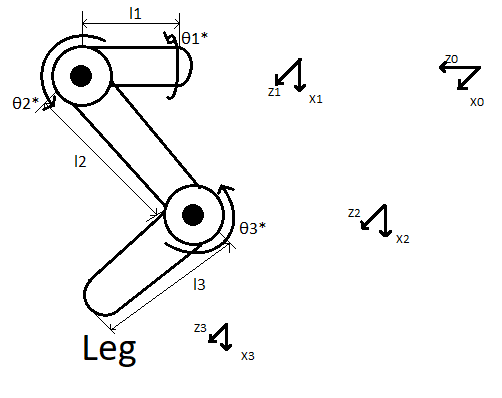 l1
θ1*
z0
x0
z1
x1
θ2*
l2
z2
x2
θ3*
l3
z3
x3
Leg